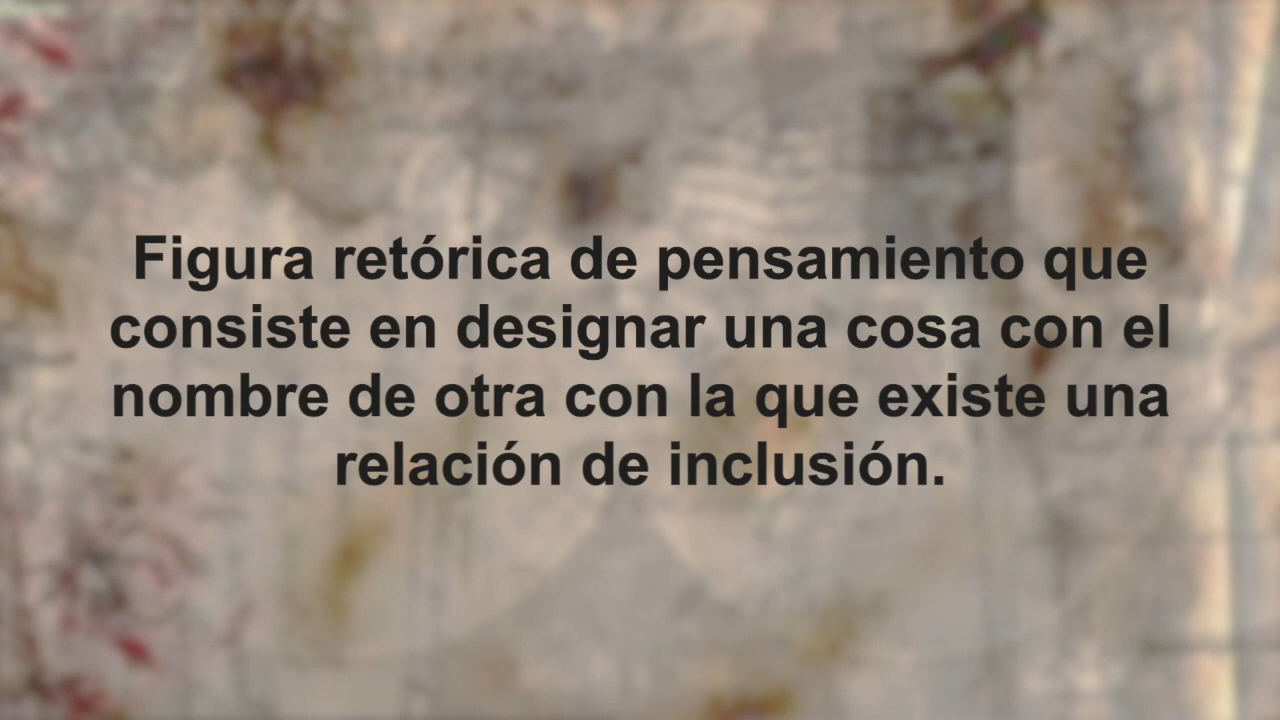 Figura retórica de pensamiento que
consiste en designar una cosa con el
nombre de otra con la que existe una
relación de inclusión.